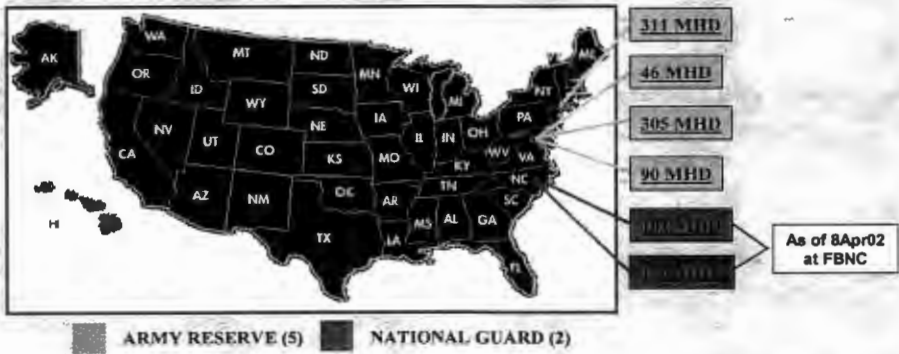 WA
MT
ND
AK
OR
ID
WY
SD
NE
MN
WI
MI
IA
NV
UT
CO
KS
MO
IL
IN
OH
PA
NY
ME
WV
VA
KY
CA
AZ
NM
OK
AR
TN
NC
SC
MS
AL
GA
TX
LA
FL
HI
311 MHD
46 MHD
305 MHD
90 MHD
MHD
MHD
As of 8Apr02
at FBNC
ARMY RESERVE (5) NATIONAL GUARD (2)